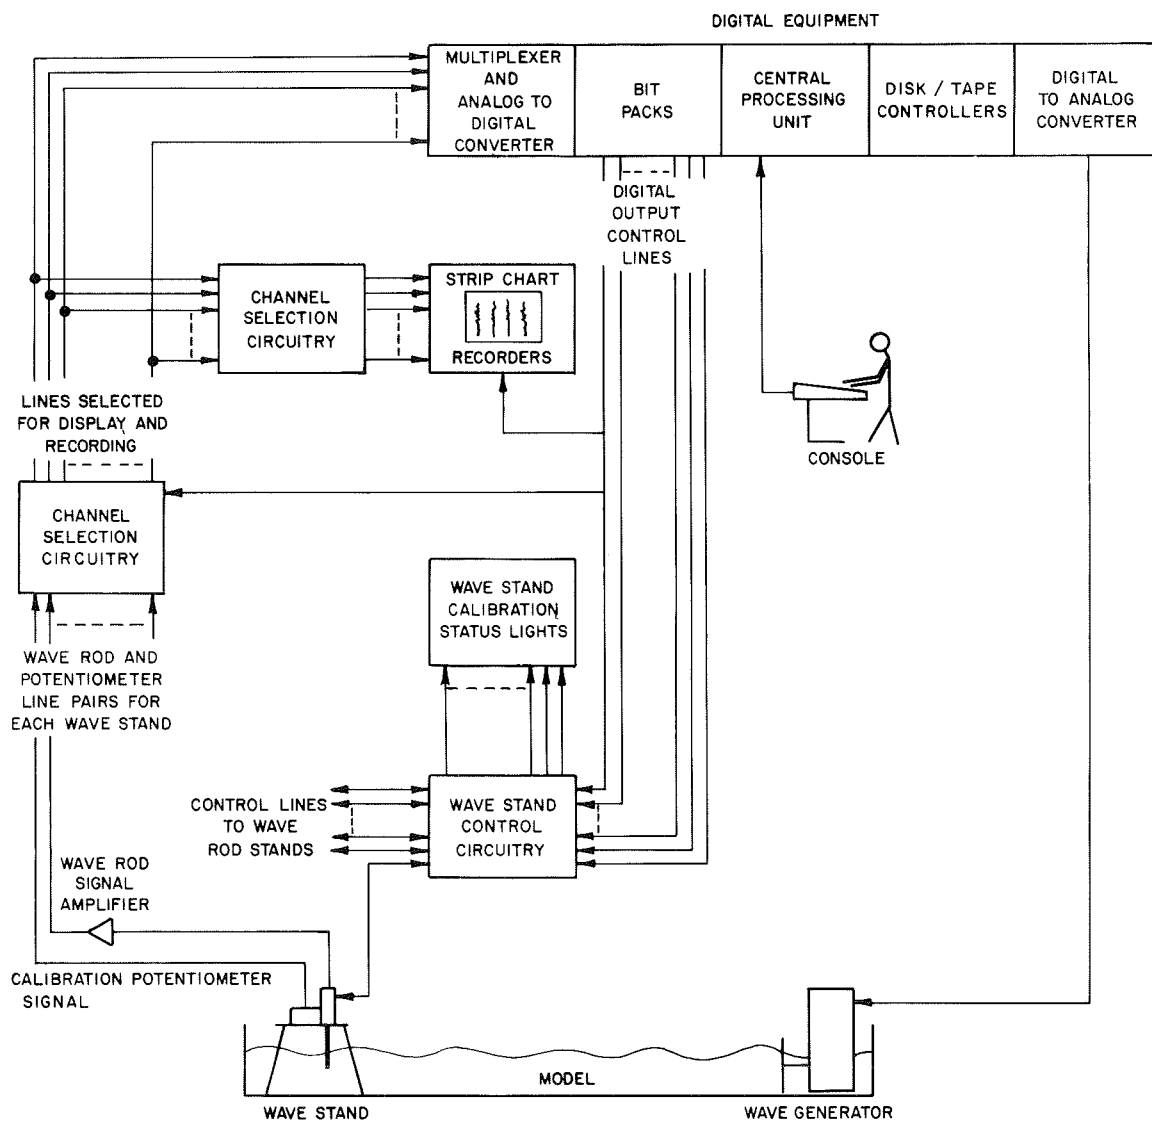 DIGITAL EQUIPMENT
MULTIPLEXER
AND
ANALOG TO
DIGITAL
CONVERTER
BIT
PACKS
CENTRAL
PROCESSING
UNIT
DISK / TAPE
CONTROLLERS
DIGITAL
TO ANALOG
CONVERTER
DIGITAL
OUTPUT
CONTROL
LINES
CHANNEL
SELECTION
CIRCUITRY
STRIP CHART
RECORDERS
LINES SELECTED
FOR DISPLAY AND
RECORDING
CONSOLE
CHANNEL
SELECTION
CIRCUITRY
WAVE STAND
CALIBRATION
STATUS LIGHTS
WAVE ROD AND
POTENTIOMETER
LINE PAIRS FOR
EACH WAVE STAND
CONTROL LINES
TO WAVE
ROD STANDS
WAVE STAND
CONTROL
CIRCUITRY
WAVE ROD
SIGNAL
AMPLIFIER
CALIBRATION POTENTIOMETER
SIGNAL
MODEL
WAVE STAND
WAVE GENERATOR